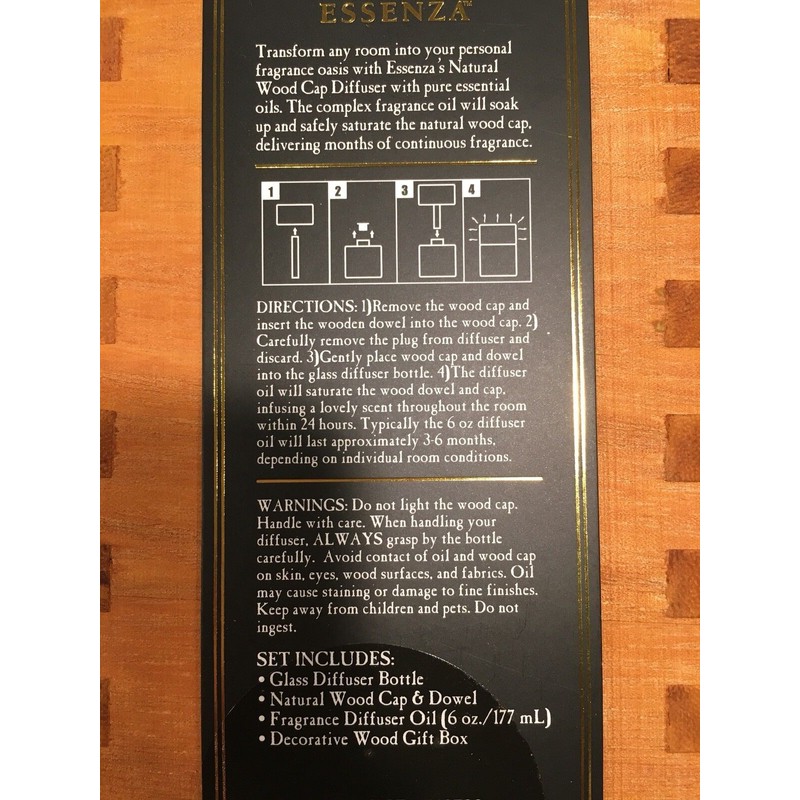 ESSENZA™
Transform any room into your personal
fragrance oasis with Essenza's Natural
Wood Cap Diffuser with pure essential
oils. The complex fragrance oil will soak
up and safely saturate the natural wood cap,
delivering months of continuous fragrance.
1 2 3 4
DIRECTIONS: 1)Remove the wood cap and
insert the wooden dowel into the wood cap. 2)
Carefully remove the plug from diffuser and
discard. 3)Gently place wood cap and dowel
into the glass diffuser bottle. 4)The diffuser
oil will saturate the wood dowel and cap,
infusing a lovely scent throughout the room
within 24 hours. Typically the 6 oz diffuser
oil will last approximately 3-6 months,
depending on individual room conditions.
WARNINGS: Do not light the wood cap.
Handle with care. When handling your
diffuser, ALWAYS grasp by the bottle
carefully. Avoid contact of oil and wood cap
on skin, eyes, wood surfaces, and fabrics. Oil
may cause staining or damage to fine finishes.
Keep away from children and pets. Do not
ingest.
SET INCLUDES:
• Glass Diffuser Bottle
• Natural Wood Cap & Dowel
• Fragrance Diffuser Oil (6 oz./177 mL)
• Decorative Wood Gift Box